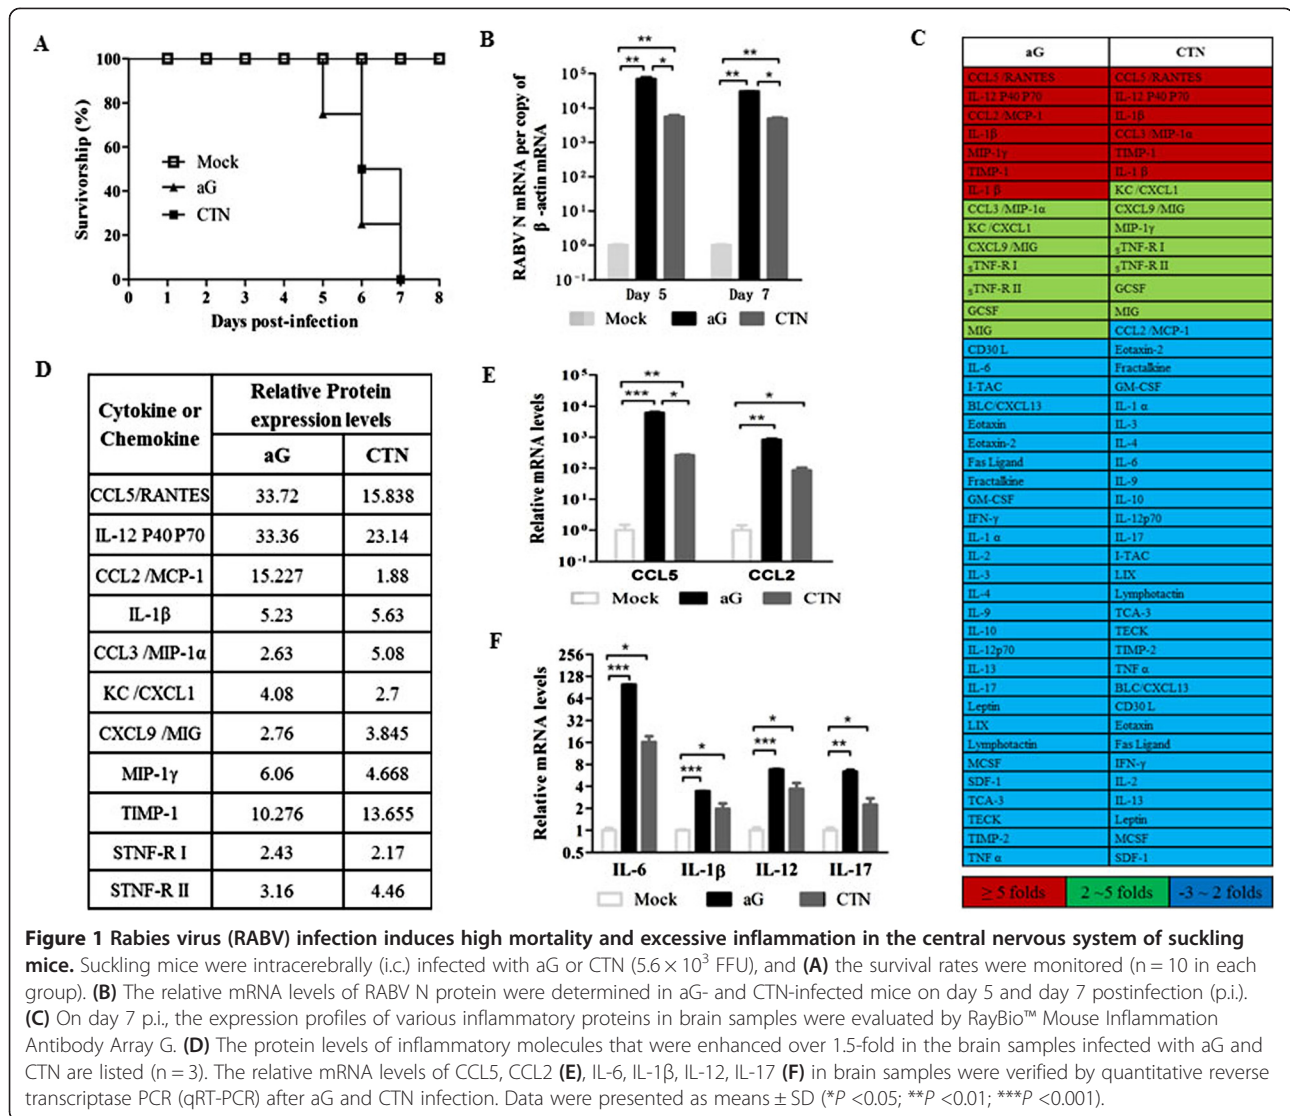 A
Survivorship (%)
100
80
60
40
20
0
Mock
aG
CTN
0 1 2 3 4 5 6 7 8
Days post-infection
B
RABV N mRNA per copy of
β -actin mRNA
10⁵
10⁴
10³
10²
10¹
10⁰
10⁻¹
** ** *
** ** *
Day 5 Day 7
Mock aG CTN
C
aG CTN
CCL5 /RANTES CCL5 /RANTES
IL-12 P40 P70 IL-12 P40 P70
CCL2 /MCP-1 IL-1β
IL-1β CCL3 /MIP-1α
MIP-1γ TIMP-1
TIMP-1 IL-1 β
IL-1 β KC /CXCL1
CCL3 /MIP-1α CXCL9 /MIG
KC /CXCL1 MIP-1γ
CXCL9 /MIG sTNF-R I
sTNF-R I sTNF-R II
sTNF-R II GCSF
GCSF MIG
MIG CCL2 /MCP-1
CD30 L Eotaxin-2
IL-6 Fractalkine
I-TAC GM-CSF
BLC/CXCL13 IL-1 α
Eotaxin IL-3
Eotaxin-2 IL-4
Fas Ligand IL-6
Fractalkine IL-9
GM-CSF IL-10
IFN-γ IL-12p70
IL-1 α IL-17
IL-2 I-TAC
IL-3 LIX
IL-4 Lymphotactin
IL-9 TCA-3
IL-10 TECK
IL-12p70 TIMP-2
IL-13 TNF α
IL-17 BLC/CXCL13
Leptin CD30 L
LIX Eotaxin
Lymphotactin Fas Ligand
MCSF IFN-γ
SDF-1 IL-2
TCA-3 IL-13
TECK Leptin
TIMP-2 MCSF
TNF α SDF-1
≥ 5 folds 2 ~5 folds -3 ~ 2 folds
D
Cytokine or Chemokine
Relative Protein expression levels
aG CTN
CCL5/RANTES 33.72 15.838
IL-12 P40 P70 33.36 23.14
CCL2 /MCP-1 15.227 1.88
IL-1β 5.23 5.63
CCL3 /MIP-1α 2.63 5.08
KC /CXCL1 4.08 2.7
CXCL9 /MIG 2.76 3.845
MIP-1γ 6.06 4.668
TIMP-1 10.276 13.655
STNF-R I 2.43 2.17
STNF-R II 3.16 4.46
E
Relative mRNA levels
10⁵
10⁴
10³
10²
10¹
10⁰
10⁻¹
** *** *
* **
CCL5 CCL2
Mock aG CTN
F
Relative mRNA levels
256
128
64
32
16
8
4
2
1
0.5
* ***
* ***
* ***
* **
IL-6 IL-1β IL-12 IL-17
Mock aG CTN
Figure 1 Rabies virus (RABV) infection induces high mortality and excessive inflammation in the central nervous system of suckling
mice. Suckling mice were intracerebrally (i.c.) infected with aG or CTN (5.6 × 10³ FFU), and (A) the survival rates were monitored (n = 10 in each
group). (B) The relative mRNA levels of RABV N protein were determined in aG- and CTN-infected mice on day 5 and day 7 postinfection (p.i.).
(C) On day 7 p.i., the expression profiles of various inflammatory proteins in brain samples were evaluated by RayBio™ Mouse Inflammation
Antibody Array G. (D) The protein levels of inflammatory molecules that were enhanced over 1.5-fold in the brain samples infected with aG and
CTN are listed (n = 3). The relative mRNA levels of CCL5, CCL2 (E), IL-6, IL-1β, IL-12, IL-17 (F) in brain samples were verified by quantitative reverse
transcriptase PCR (qRT-PCR) after aG and CTN infection. Data were presented as means ± SD (*P <0.05; **P <0.01; ***P <0.001).